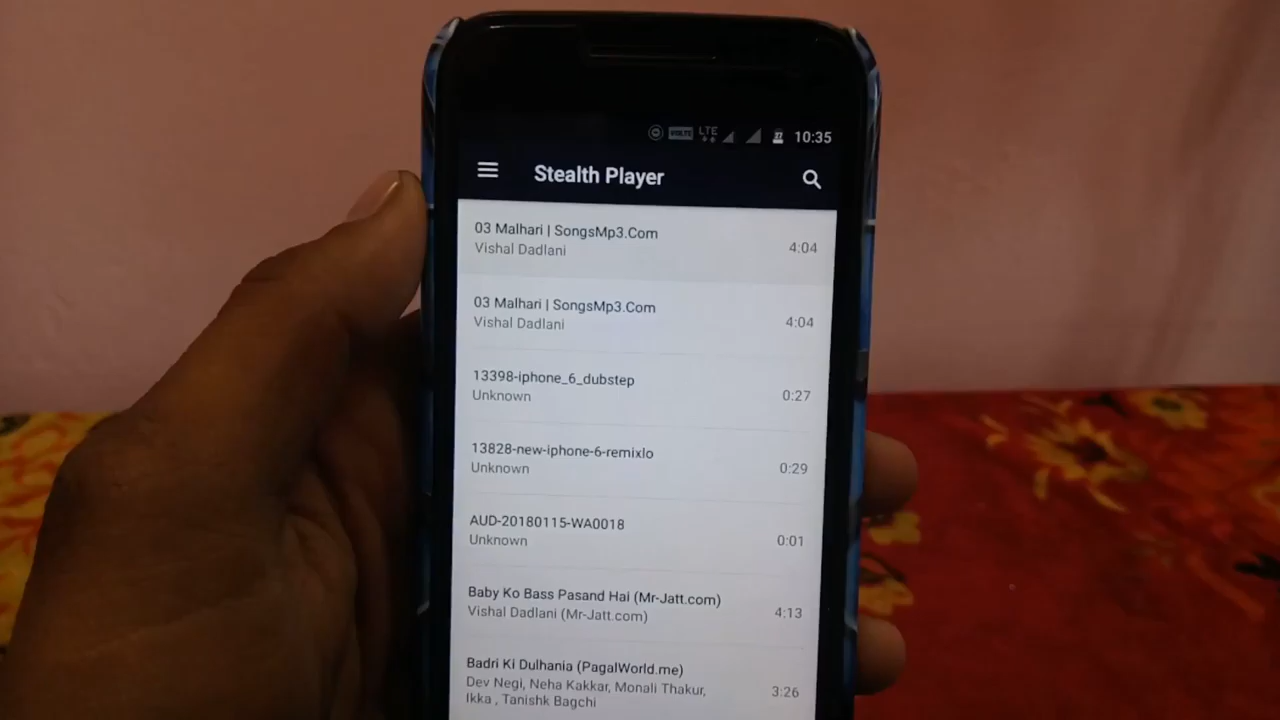 VOLTE LTE 10:35
Stealth Player
03 Malhari | SongsMp3.Com
Vishal Dadlani
4:04
03 Malhari | SongsMp3.Com
Vishal Dadlani
4:04
13398-iphone_6_dubstep
Unknown
0:27
13828-new-iphone-6-remixlo
Unknown
0:29
AUD-20180115-WA0018
Unknown
0:01
Baby Ko Bass Pasand Hai (Mr-Jatt.com)
Vishal Dadlani (Mr-Jatt.com)
4:13
Badri Ki Dulhania (PagalWorld.me)
Dev Negi, Neha Kakkar, Monali Thakur,
Ikka , Tanishk Bagchi
3:26